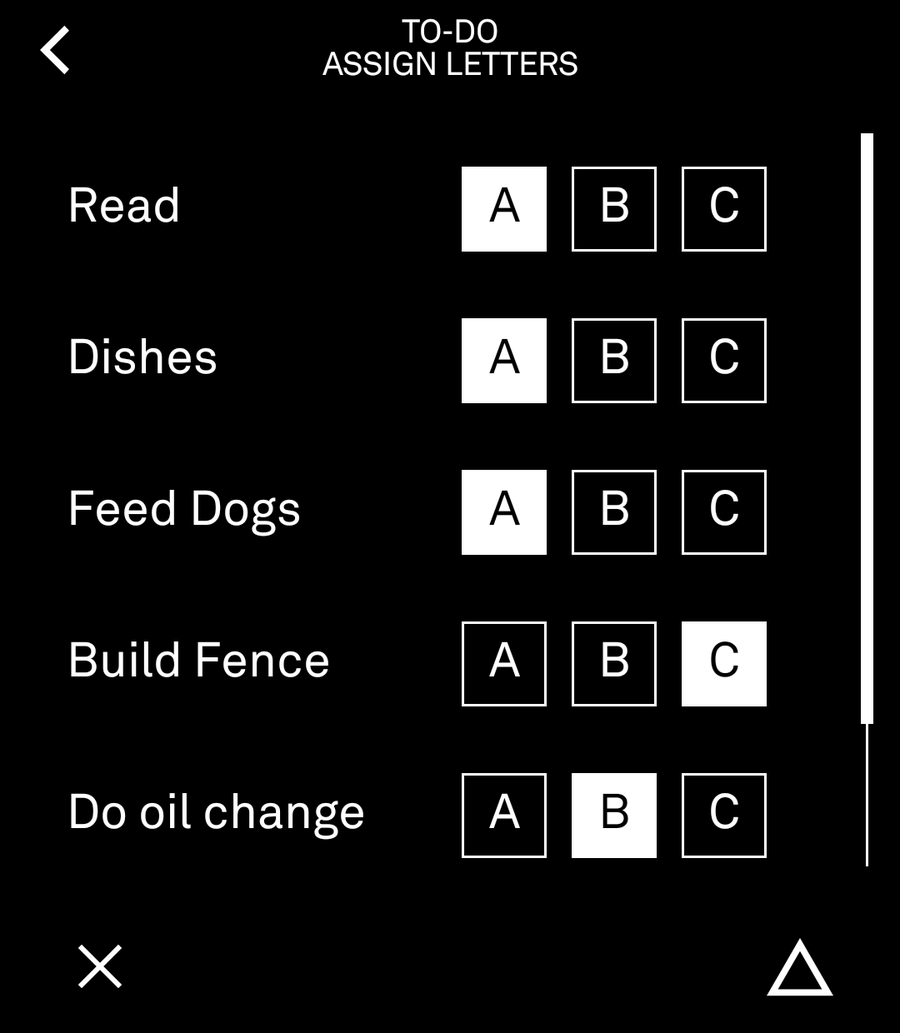 TO-DO
ASSIGN LETTERS
Read A B C
Dishes A B C
Feed Dogs A B C
Build Fence A B C
Do oil change A B C